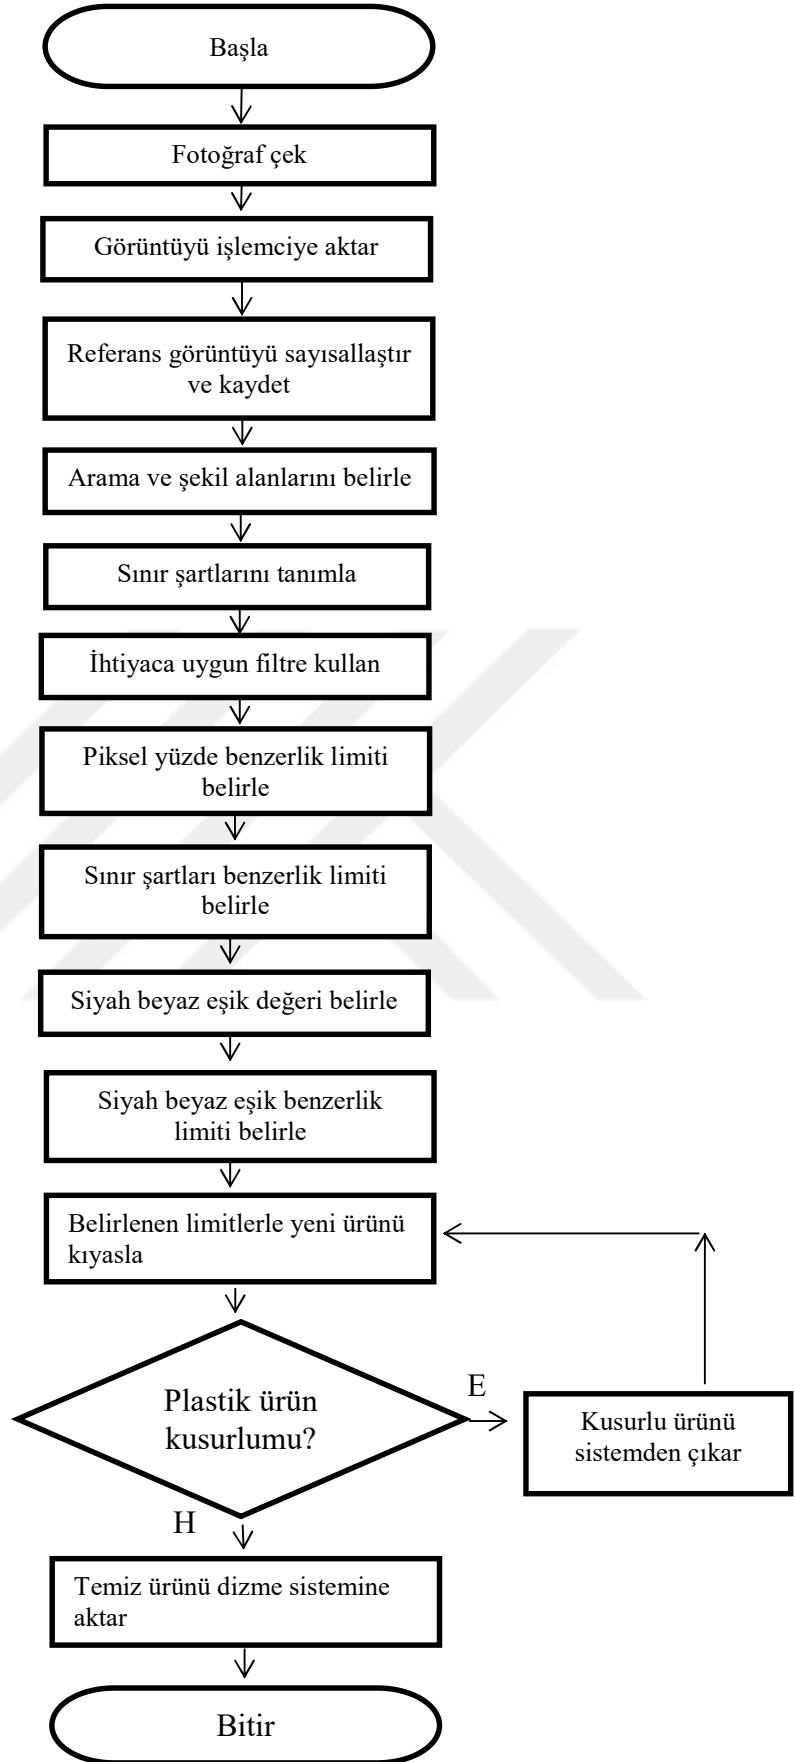 Başla
Fotoğraf çek
Görüntüyü işlemciye aktar
Referans görüntüyü sayısallaştır
ve kaydet
Arama ve şekil alanlarını belirle
Sınır şartlarını tanımla
İhtiyaca uygun filtre kullan
Piksel yüzde benzerlik limiti
belirle
Sınır şartları benzerlik limiti
belirle
Siyah beyaz eşik değeri belirle
Siyah beyaz eşik benzerlik
limiti belirle
Belirlenen limitlerle yeni ürünü
kıyasla
Plastik ürün
kusurlumu?
E
Kusurlu ürünü
sistemden çıkar
H
Temiz ürünü dizme sistemine
aktar
Bitir